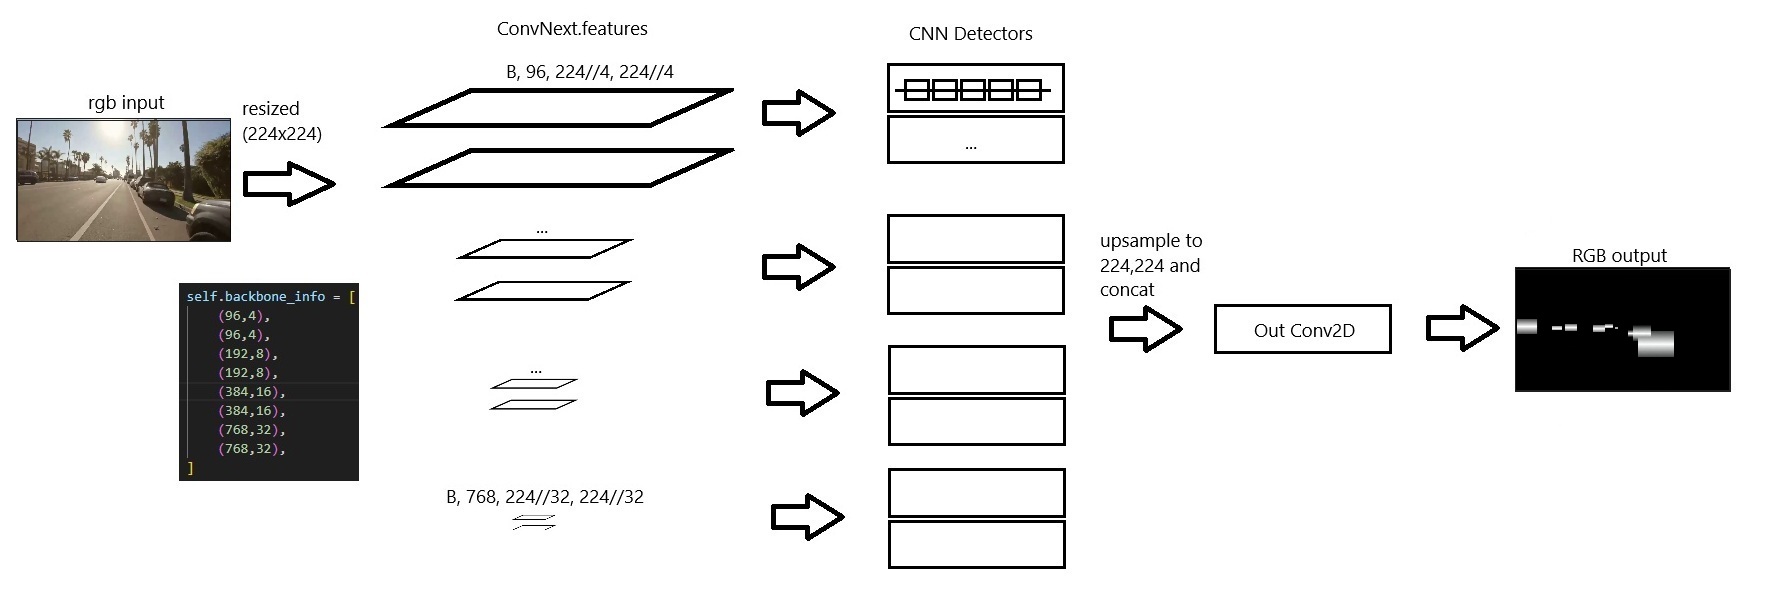 ConvNext.features
CNN Detectors
B, 96, 224//4, 224//4
rgb input
resized
(224x224)
...
...
upsample to
224,224 and
concat
RGB output
self.backbone_info = [
(96,4),
(96,4),
(192,8),
(192,8),
(384,16),
(384,16),
(768,32),
(768,32),
]
Out Conv2D
...
B, 768, 224//32, 224//32